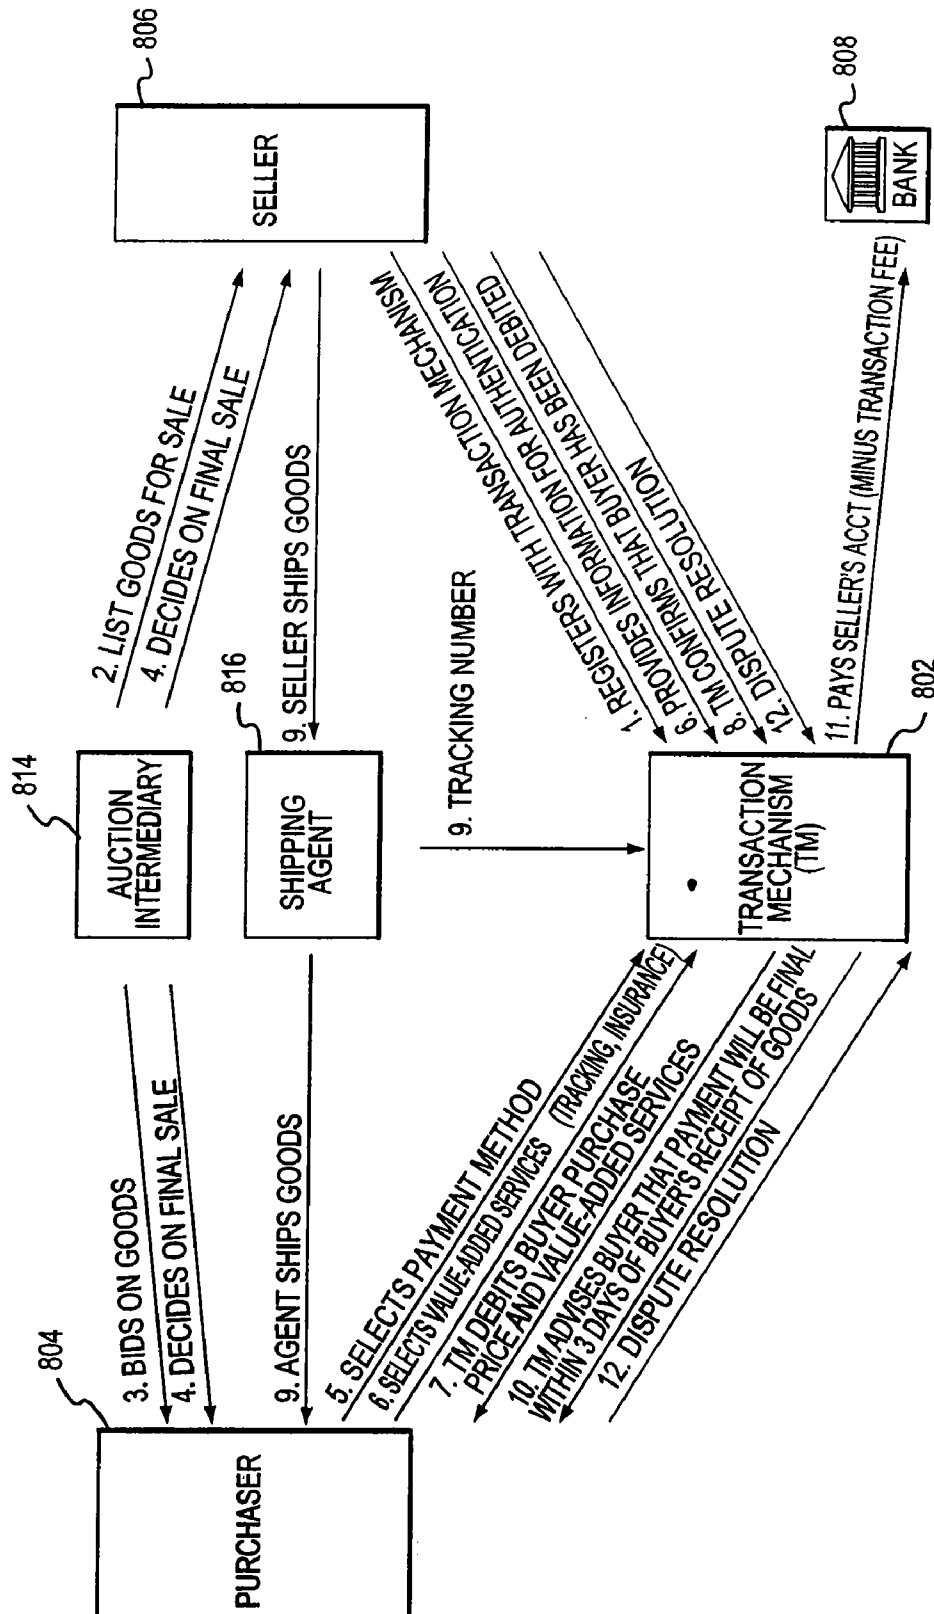 804
PURCHASER
3. BIDS ON GOODS
4. DECIDES ON FINAL SALE
9. AGENT SHIPS GOODS
814
AUCTION
INTERMEDIARY
816
SHIPPING
AGENT
2. LIST GOODS FOR SALE
4. DECIDES ON FINAL SALE
9. SELLER SHIPS GOODS
806
SELLER
9. TRACKING NUMBER
5. SELECTS PAYMENT METHOD
6. SELECTS VALUE-ADDED SERVICES (TRACKING, INSURANCE)
7. TM DEBITS BUYER PURCHASE
PRICE AND VALUE-ADDED SERVICES
10. TM ADVISES BUYER THAT PAYMENT WILL BE FINAL
WITHIN 3 DAYS OF BUYER'S RECEIPT OF GOODS
12. DISPUTE RESOLUTION
TRANSACTION
MECHANISM
(TM)
802
1. REGISTERS WITH TRANSACTION MECHANISM
6. PROVIDES INFORMATION FOR AUTHENTICATION
8. TM CONFIRMS THAT BUYER HAS BEEN DEBITED
12. DISPUTE RESOLUTION
11. PAYS SELLER'S ACCT (MINUS TRANSACTION FEE)
808
BANK